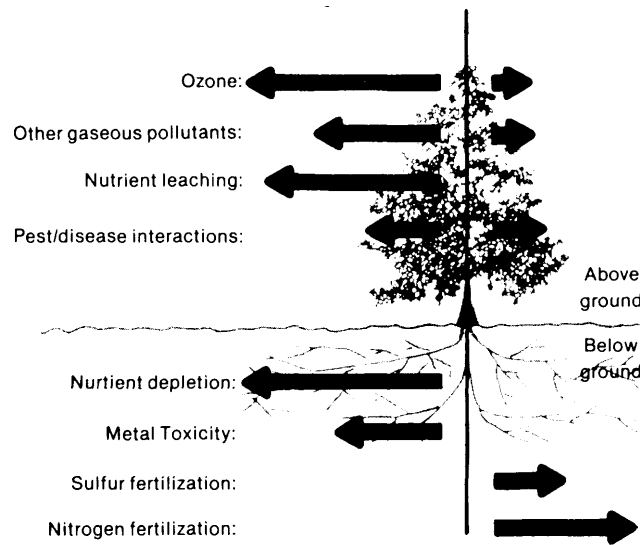 Ozone:
Other gaseous pollutants:
Nutrient leaching:
Pest/disease interactions:
Above
ground
Below
ground
Nurtient depletion:
Metal Toxicity:
Sulfur fertilization:
Nitrogen fertilization: